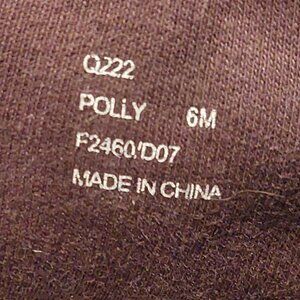 Q222
POLLY 6M
F2460/D07
MADE IN CHINA